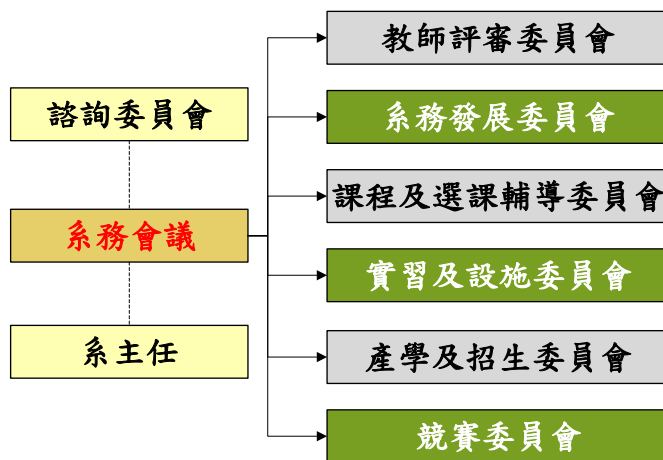 諮詢委員會
系務會議
系主任
教師評審委員會
系務發展委員會
課程及選課輔導委員會
實習及設施委員會
產學及招生委員會
競賽委員會